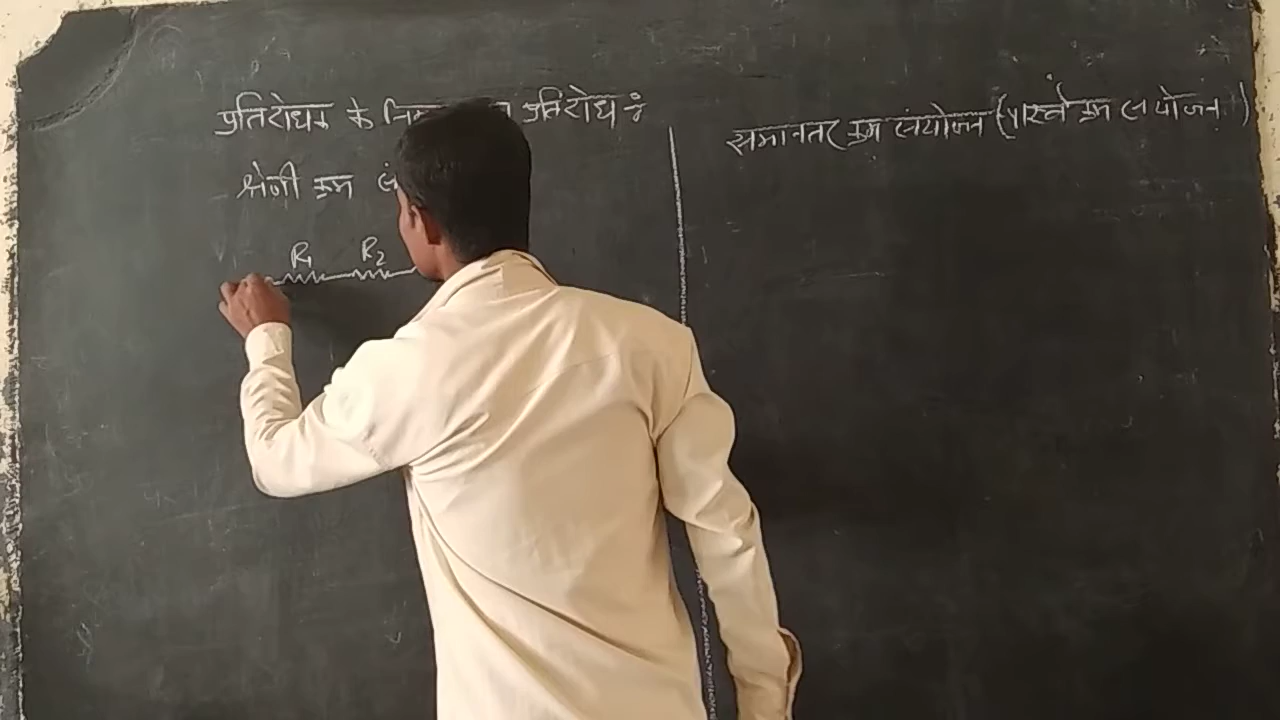 प्रतिरोधक के प्रतिरोध :-
श्रेणी क्रम
R₁ R₂
समानतर क्रम संयोजन (पार्श्व क्रम संयोजन)